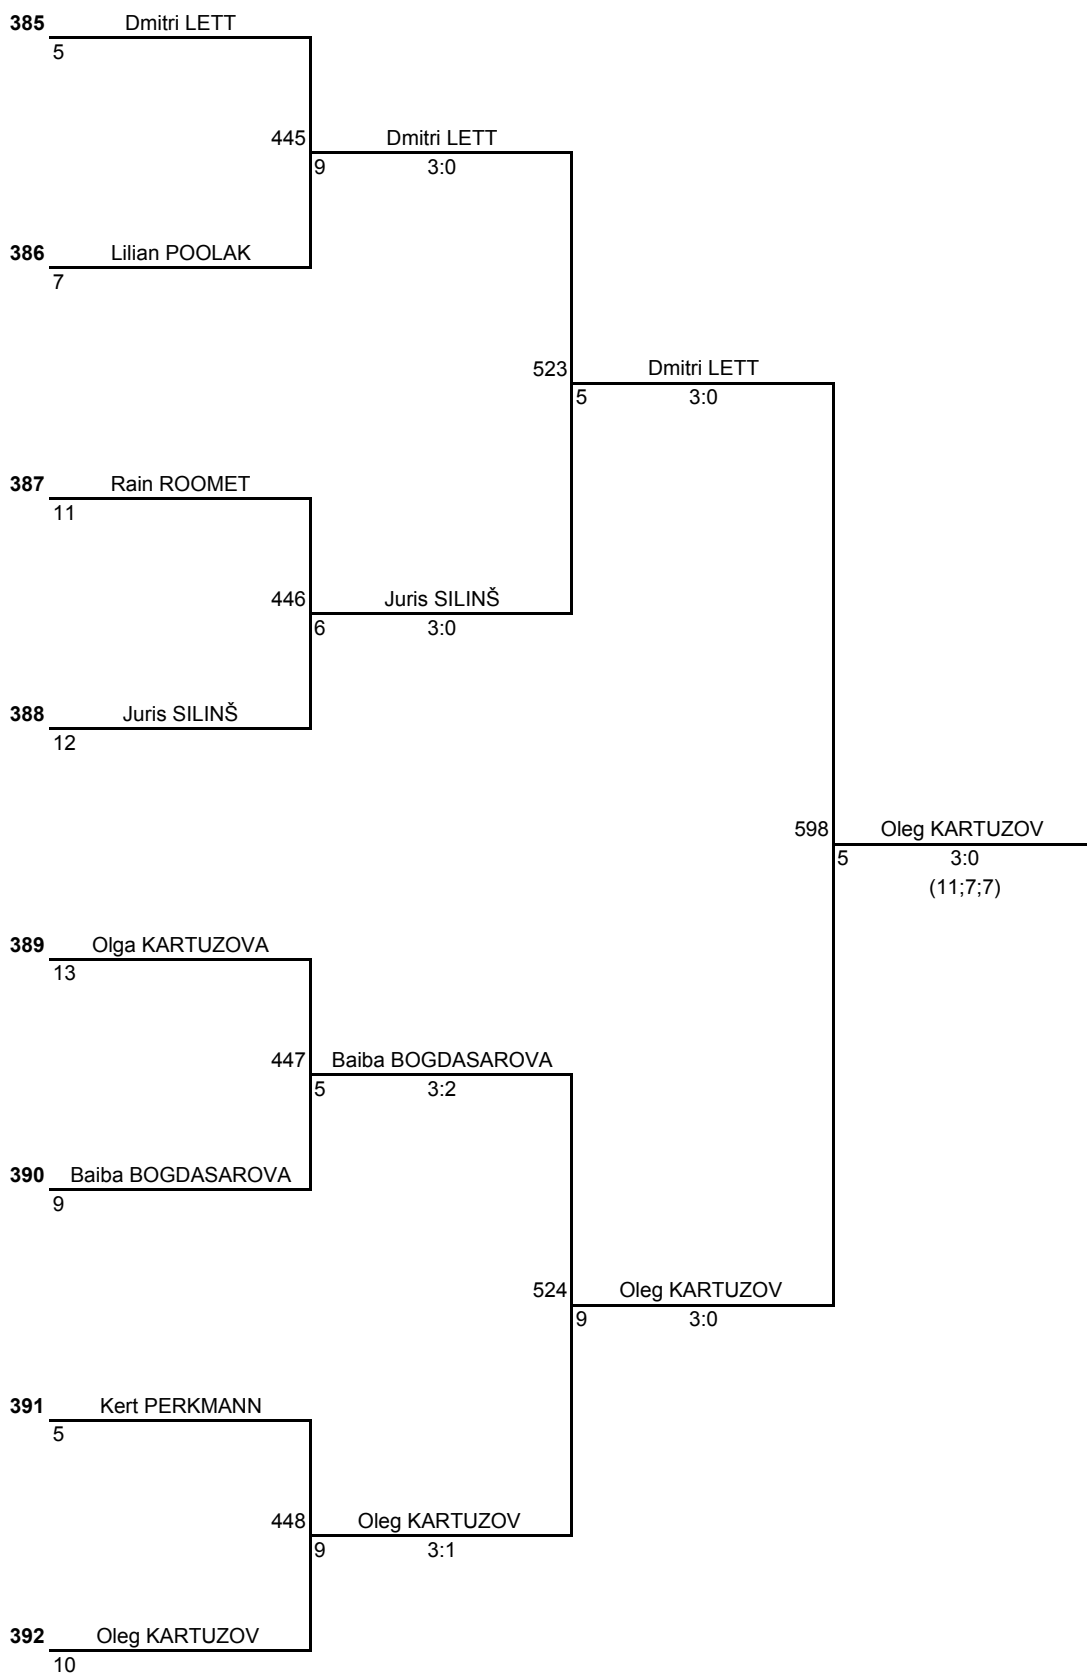 385 Dmitri LETT
5
445 Dmitri LETT
9 3:0
386 Lilian POOLAK
7
523 Dmitri LETT
5 3:0
387 Rain ROOMET
11
446 Juris SILINŠ
6 3:0
388 Juris SILINŠ
12
598 Oleg KARTUZOV
5 3:0
(11;7;7)
389 Olga KARTUZOVA
13
447 Baiba BOGDASAROVA
5 3:2
390 Baiba BOGDASAROVA
9
524 Oleg KARTUZOV
9 3:0
391 Kert PERKMANN
5
448 Oleg KARTUZOV
9 3:1
392 Oleg KARTUZOV
10